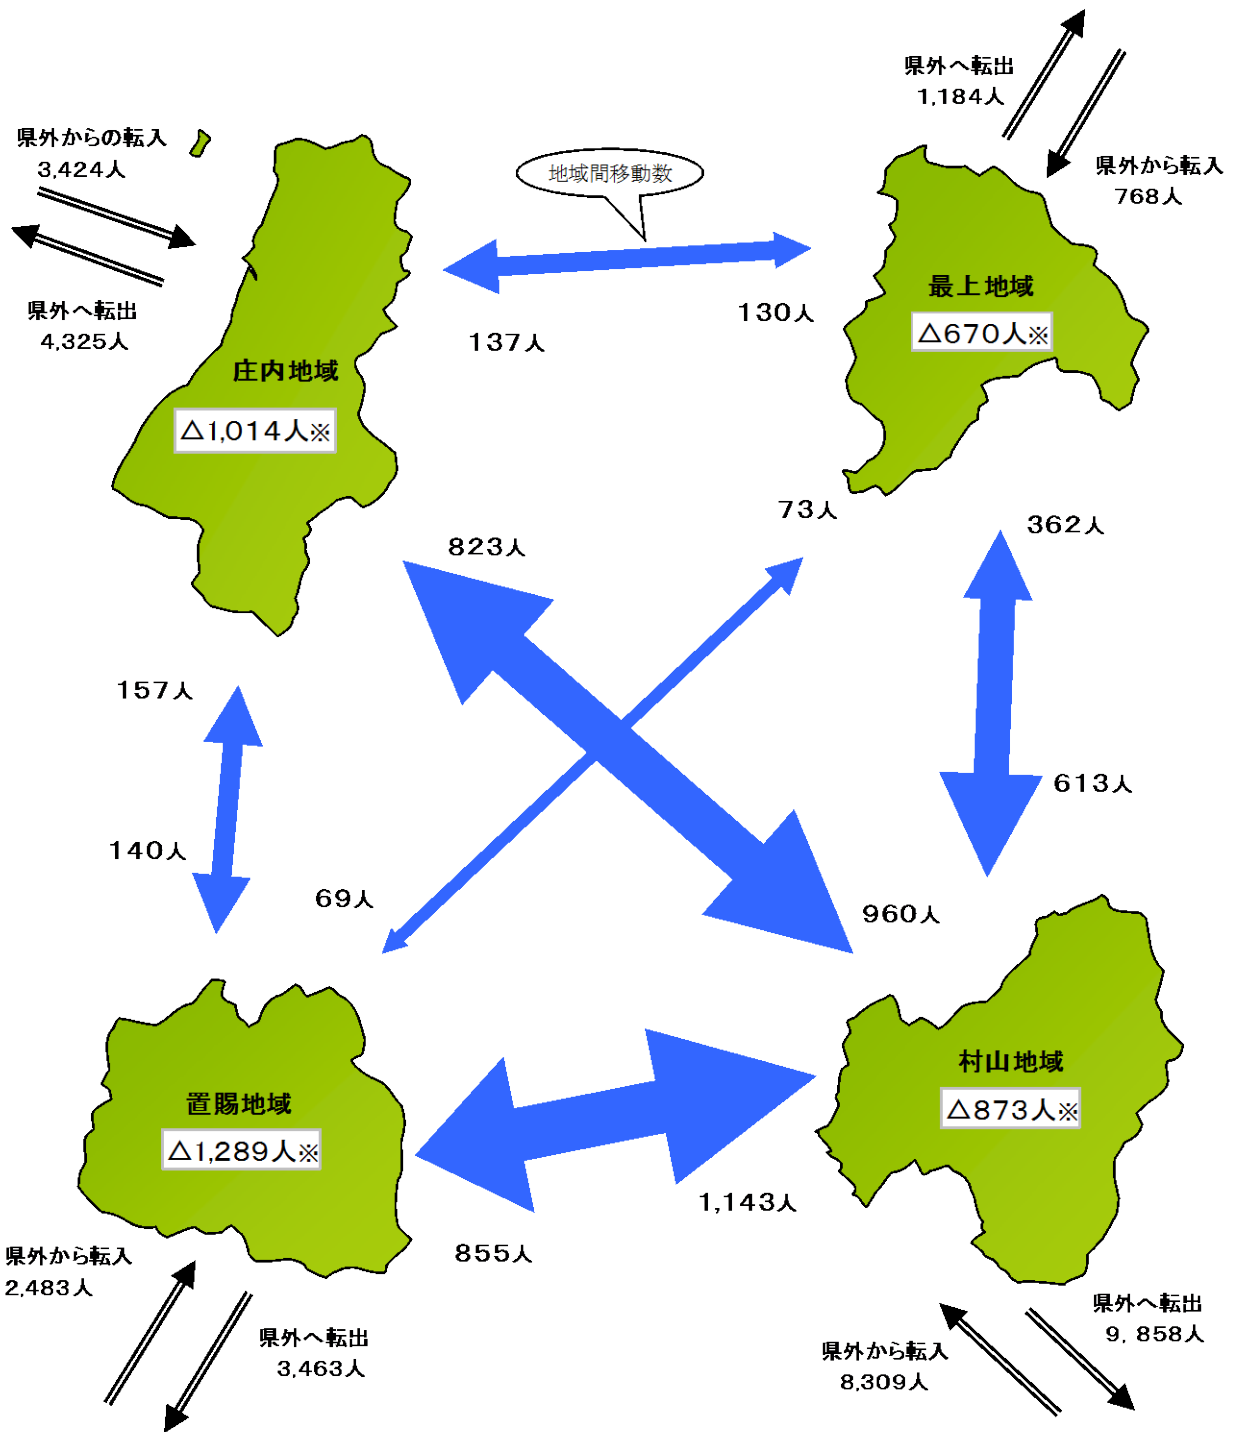 県外へ転出
1,184人
県外からの転入
3,424人
県外から転入
768人
地域間移動数
県外へ転出
4,325人
137人
130人
最上地域
△670人※
庄内地域
△1,014人※
73人
362人
823人
157人
140人
69人
613人
960人
村山地域
△873人※
置賜地域
△1,289人※
1,143人
855人
県外から転入
2,483人
県外へ転出
3,463人
県外から転入
8,309人
県外へ転出
9,858人